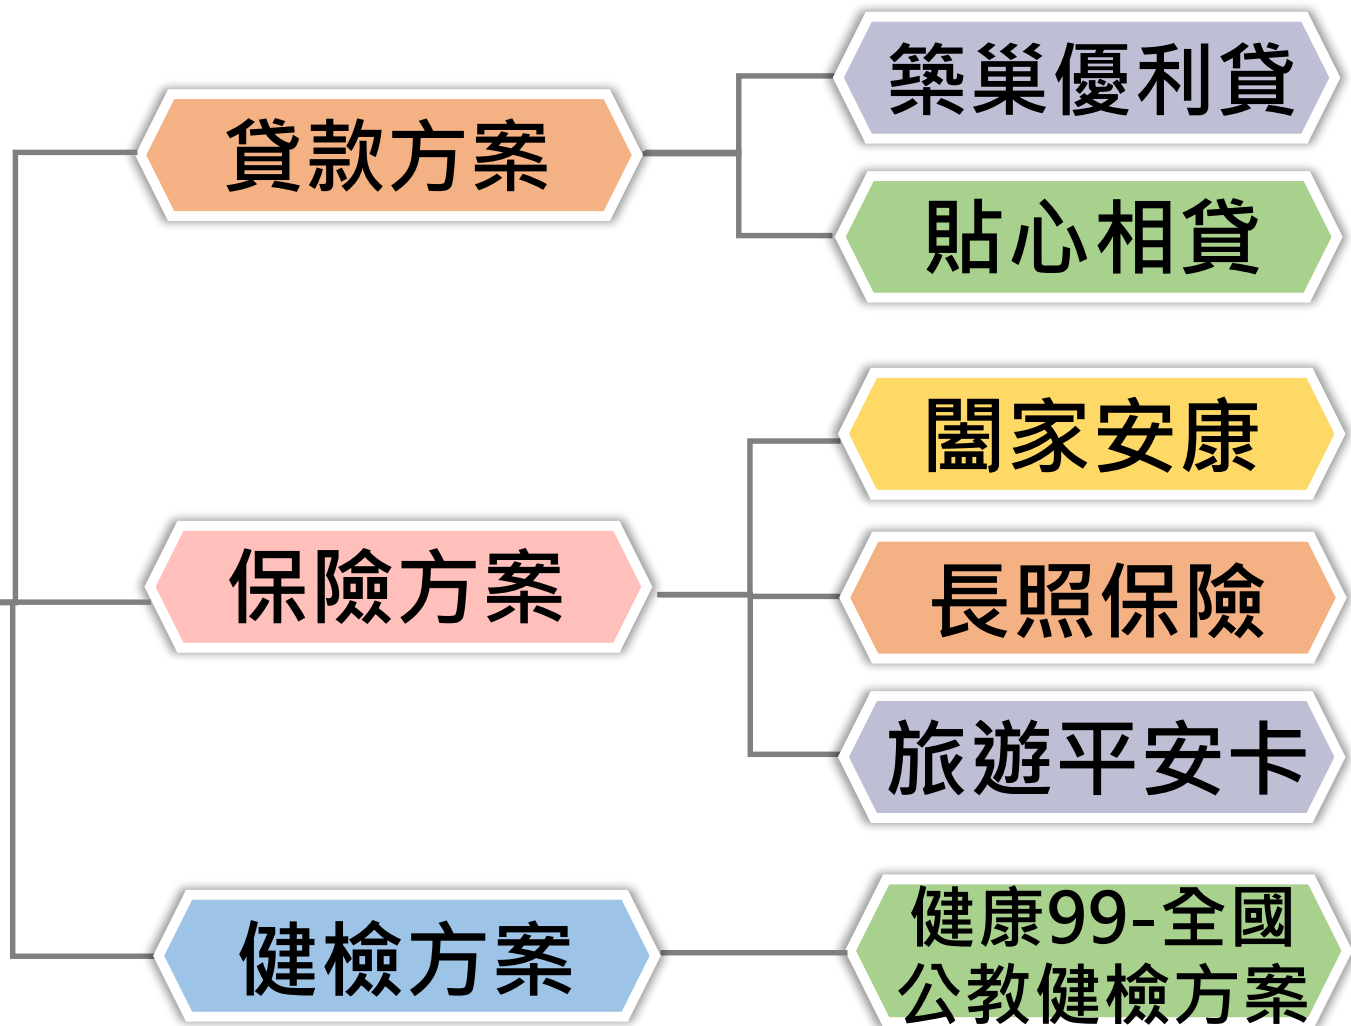 貸款方案
築巢優利貸
貼心相貸
保險方案
闔家安康
長照保險
旅遊平安卡
健檢方案
健康99-全國
公教健檢方案